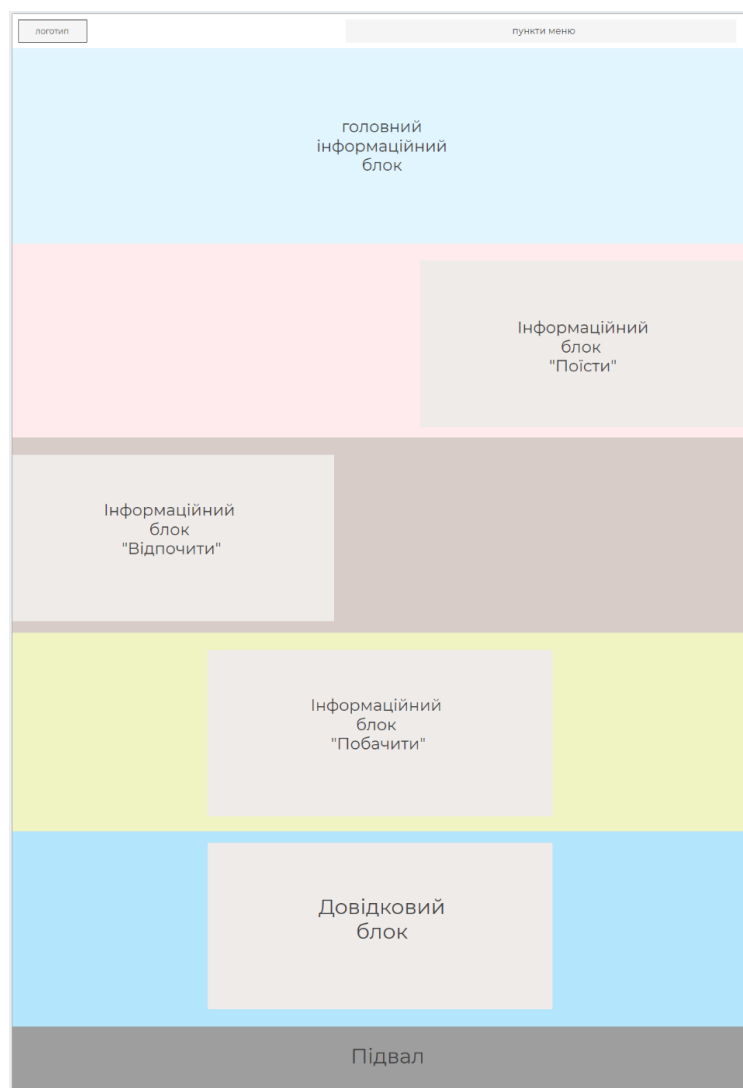 логотип
пункти меню
головний
інформаційний
блок
Інформаційний
блок
"Поїсти"
Інформаційний
блок
"Відпочити"
Інформаційний
блок
"Побачити"
Довідковий
блок
Підвал